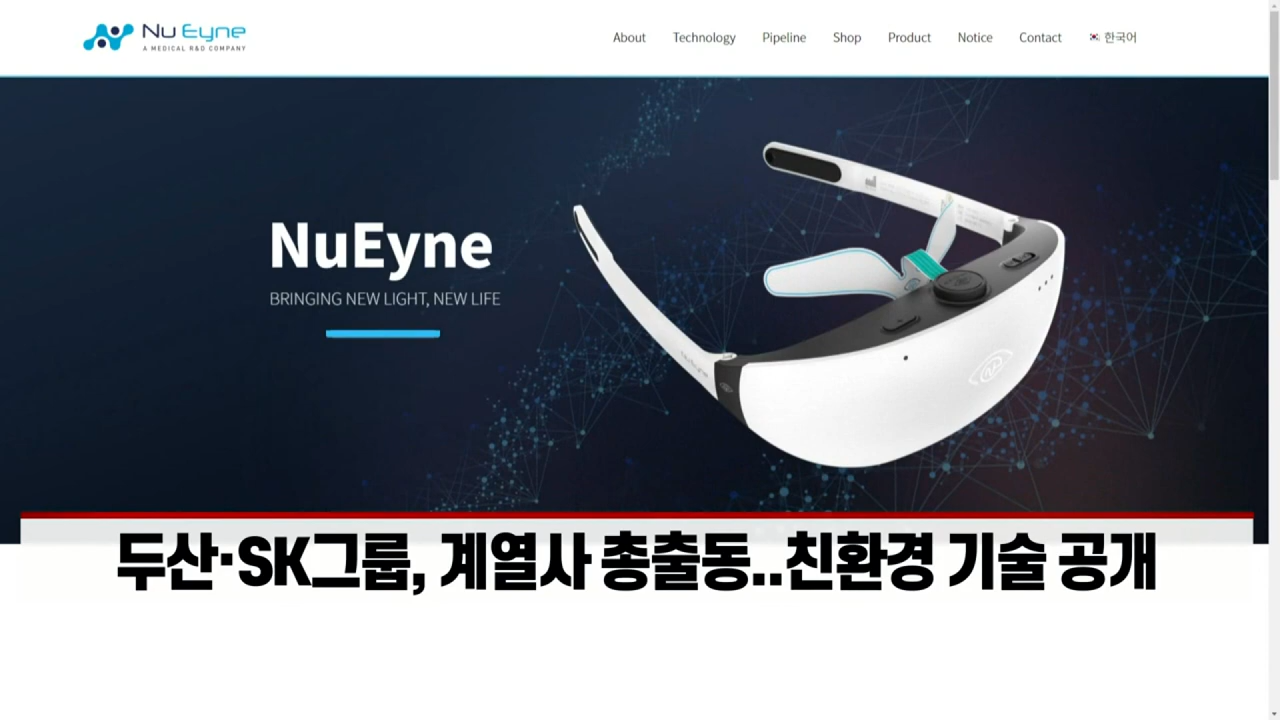 Nu Eyne
A MEDICAL R&D COMPANY
About Technology Pipeline Shop Product Notice Contact 한국어
NuEyne
BRINGING NEW LIGHT, NEW LIFE
두산·SK그룹, 계열사 총출동..친환경 기술 공개